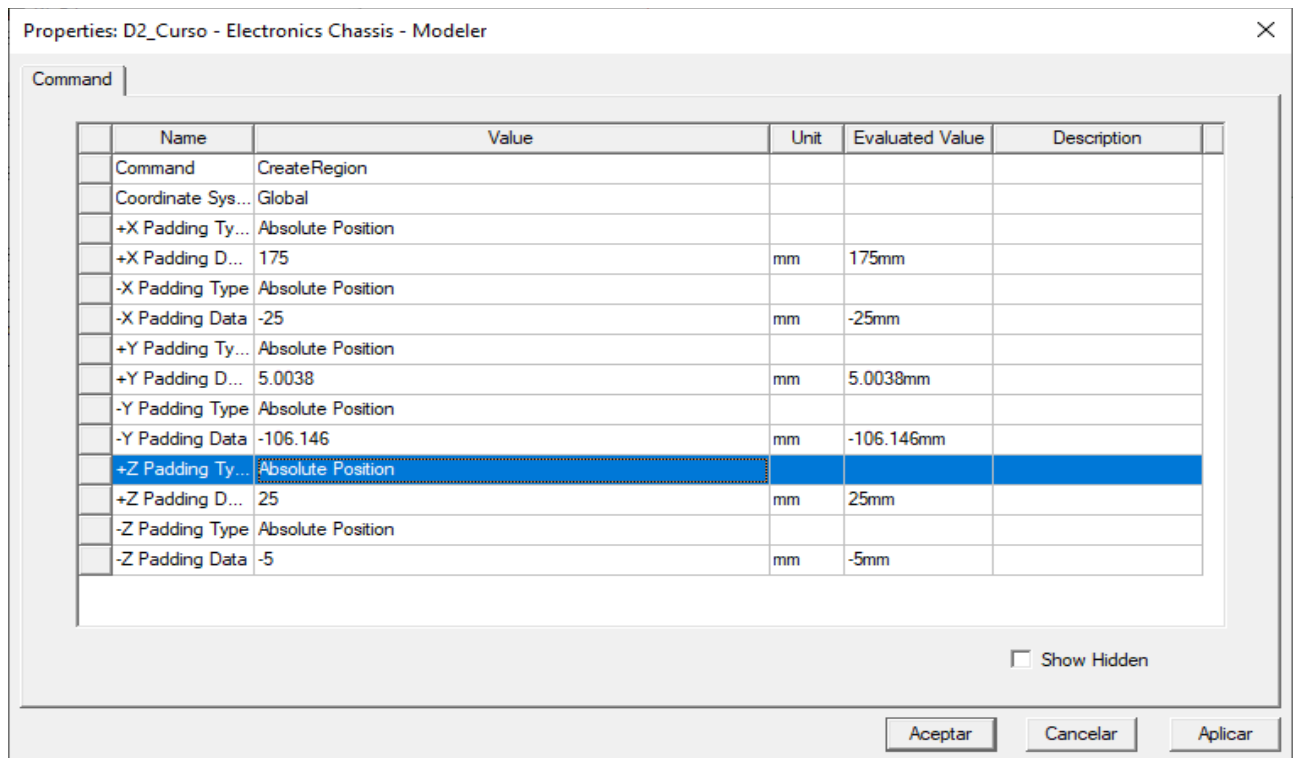 Properties: D2_Curso - Electronics Chassis - Modeler
Command
Name Value Unit Evaluated Value Description
Command CreateRegion
Coordinate Sys... Global
+X Padding Ty... Absolute Position
+X Padding D... 175 mm 175mm
-X Padding Type Absolute Position
-X Padding Data -25 mm -25mm
+Y Padding Ty... Absolute Position
+Y Padding D... 5.0038 mm 5.0038mm
-Y Padding Type Absolute Position
-Y Padding Data -106.146 mm -106.146mm
+Z Padding Ty... Absolute Position
+Z Padding D... 25 mm 25mm
-Z Padding Type Absolute Position
-Z Padding Data -5 mm -5mm
Show Hidden
Aceptar Cancelar Aplicar